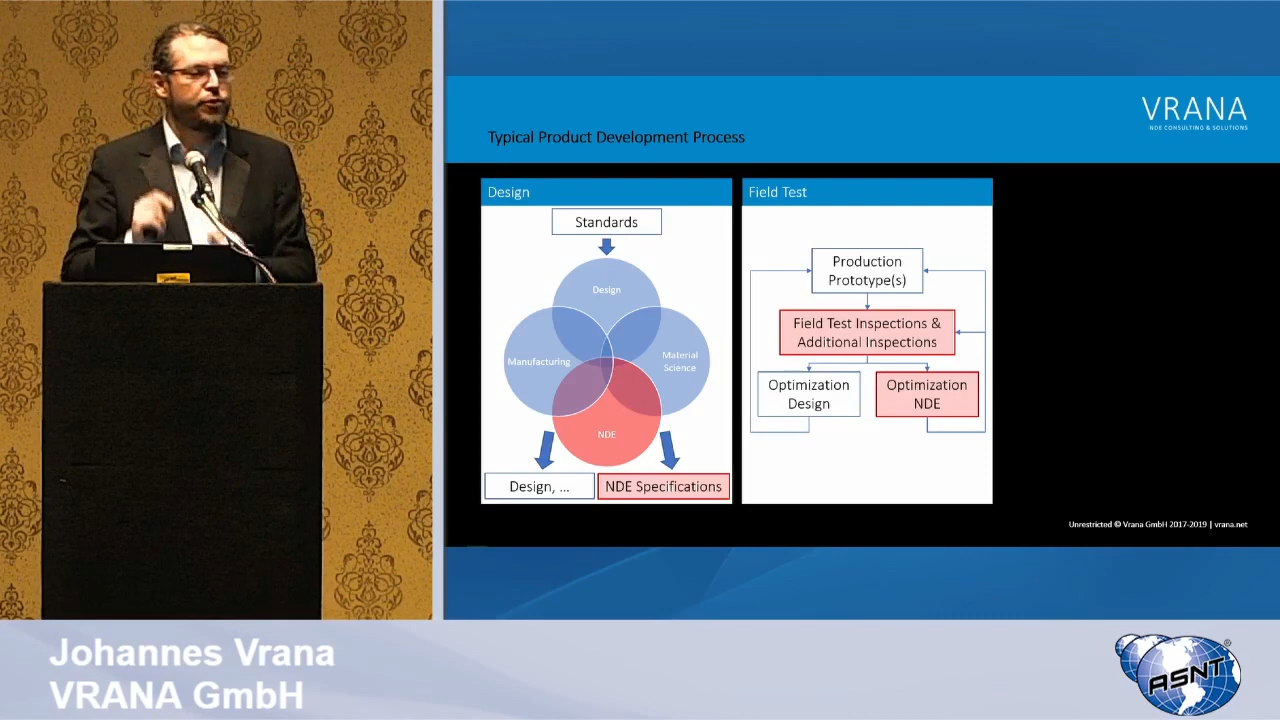 VRANA
NDE CONSULTING & SOLUTIONS
Typical Product Development Process
Design
Standards
Design
Manufacturing
Material
Science
NDE
Design, ...
NDE Specifications
Field Test
Production
Prototype(s)
Field Test Inspections &
Additional Inspections
Optimization
Design
Optimization
NDE
Unrestricted © Vrana GmbH 2017-2019 | vrana.net
Johannes Vrana
VRANA GmbH
ASNT
®